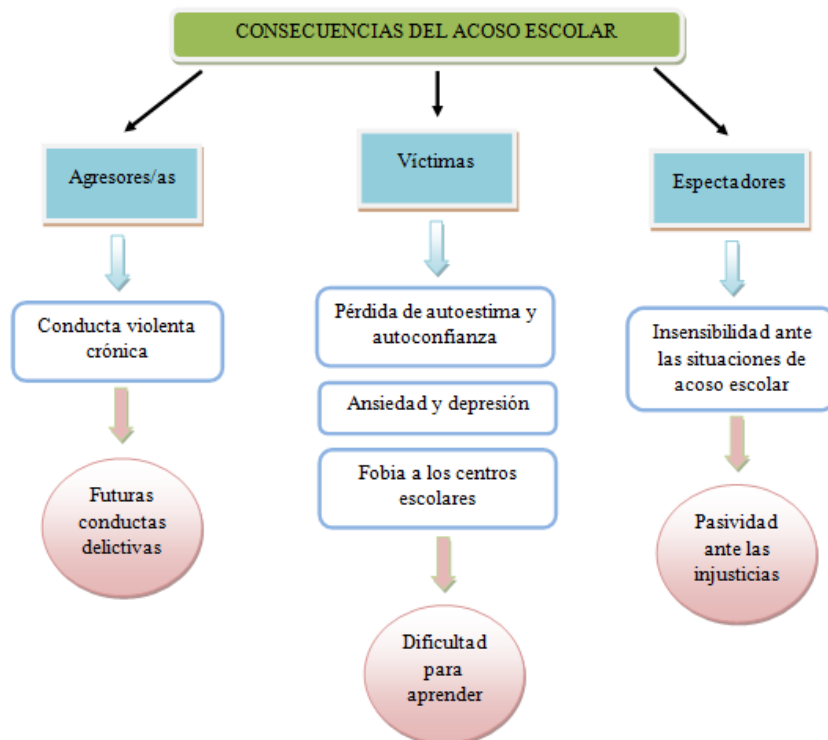 CONSECUENCIAS DEL ACOSO ESCOLAR
Agresores/as
Víctimas
Espectadores
Conducta violenta
crónica
Pérdida de autoestima y
autoconfianza
Ansiedad y depresión
Fobia a los centros
escolares
Insensibilidad ante
las situaciones de
acoso escolar
Futuras
conductas
delictivas
Dificultad
para
aprender
Pasividad
ante las
injusticias